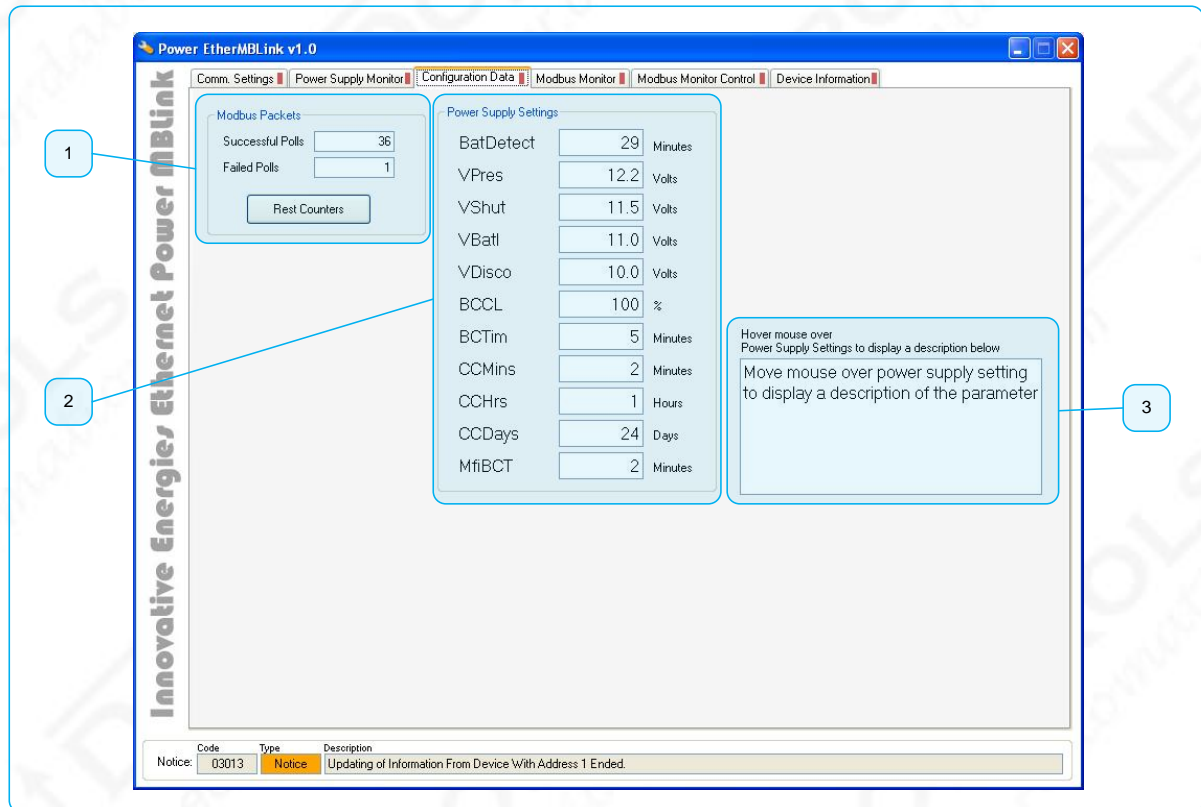 Power EtherMBLink v1.0
Comm. Settings Power Supply Monitor Configuration Data Modbus Monitor Modbus Monitor Control Device Information
Innovative Energies Ethernet Power MBLink
Modbus Packets
Successful Polls 36
Failed Polls 1
Rest Counters
Power Supply Settings
BatDetect 29 Minutes
VPres 12.2 Volts
VShut 11.5 Volts
VBatl 11.0 Volts
VDisco 10.0 Volts
BCCL 100 %
BCTim 5 Minutes
CCMins 2 Minutes
CCHrs 1 Hours
CCDays 24 Days
MfiBCT 2 Minutes
Hover mouse over
Power Supply Settings to display a description below
Move mouse over power supply setting
to display a description of the parameter
1
2
3
Code Type Description
Notice: 03013 Notice Updating of Information From Device With Address 1 Ended.